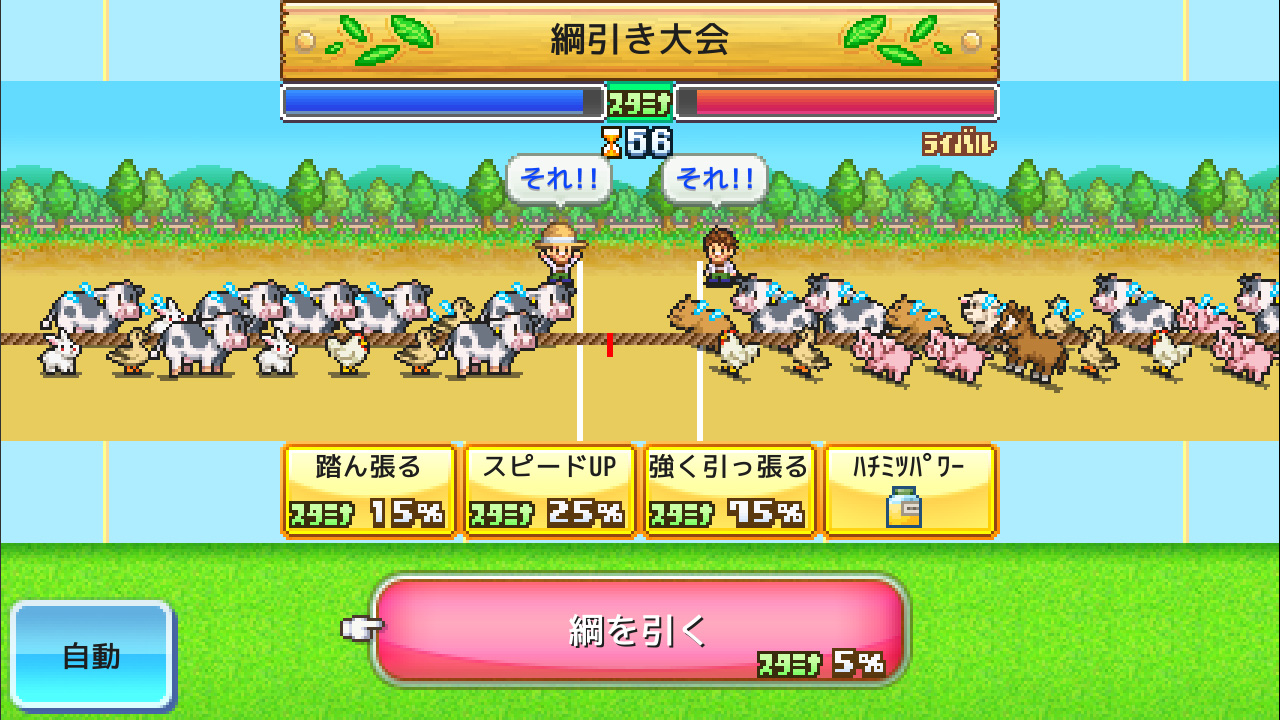 綱引き大会
スタミナ
56
ライバル
それ!!
それ!!
踏ん張る
スタミナ 15%
スピードUP
スタミナ 25%
強く引っ張る
スタミナ 75%
ﾊﾁﾐﾂﾊﾟﾜｰ
綱を引く
スタミナ 5%
自動